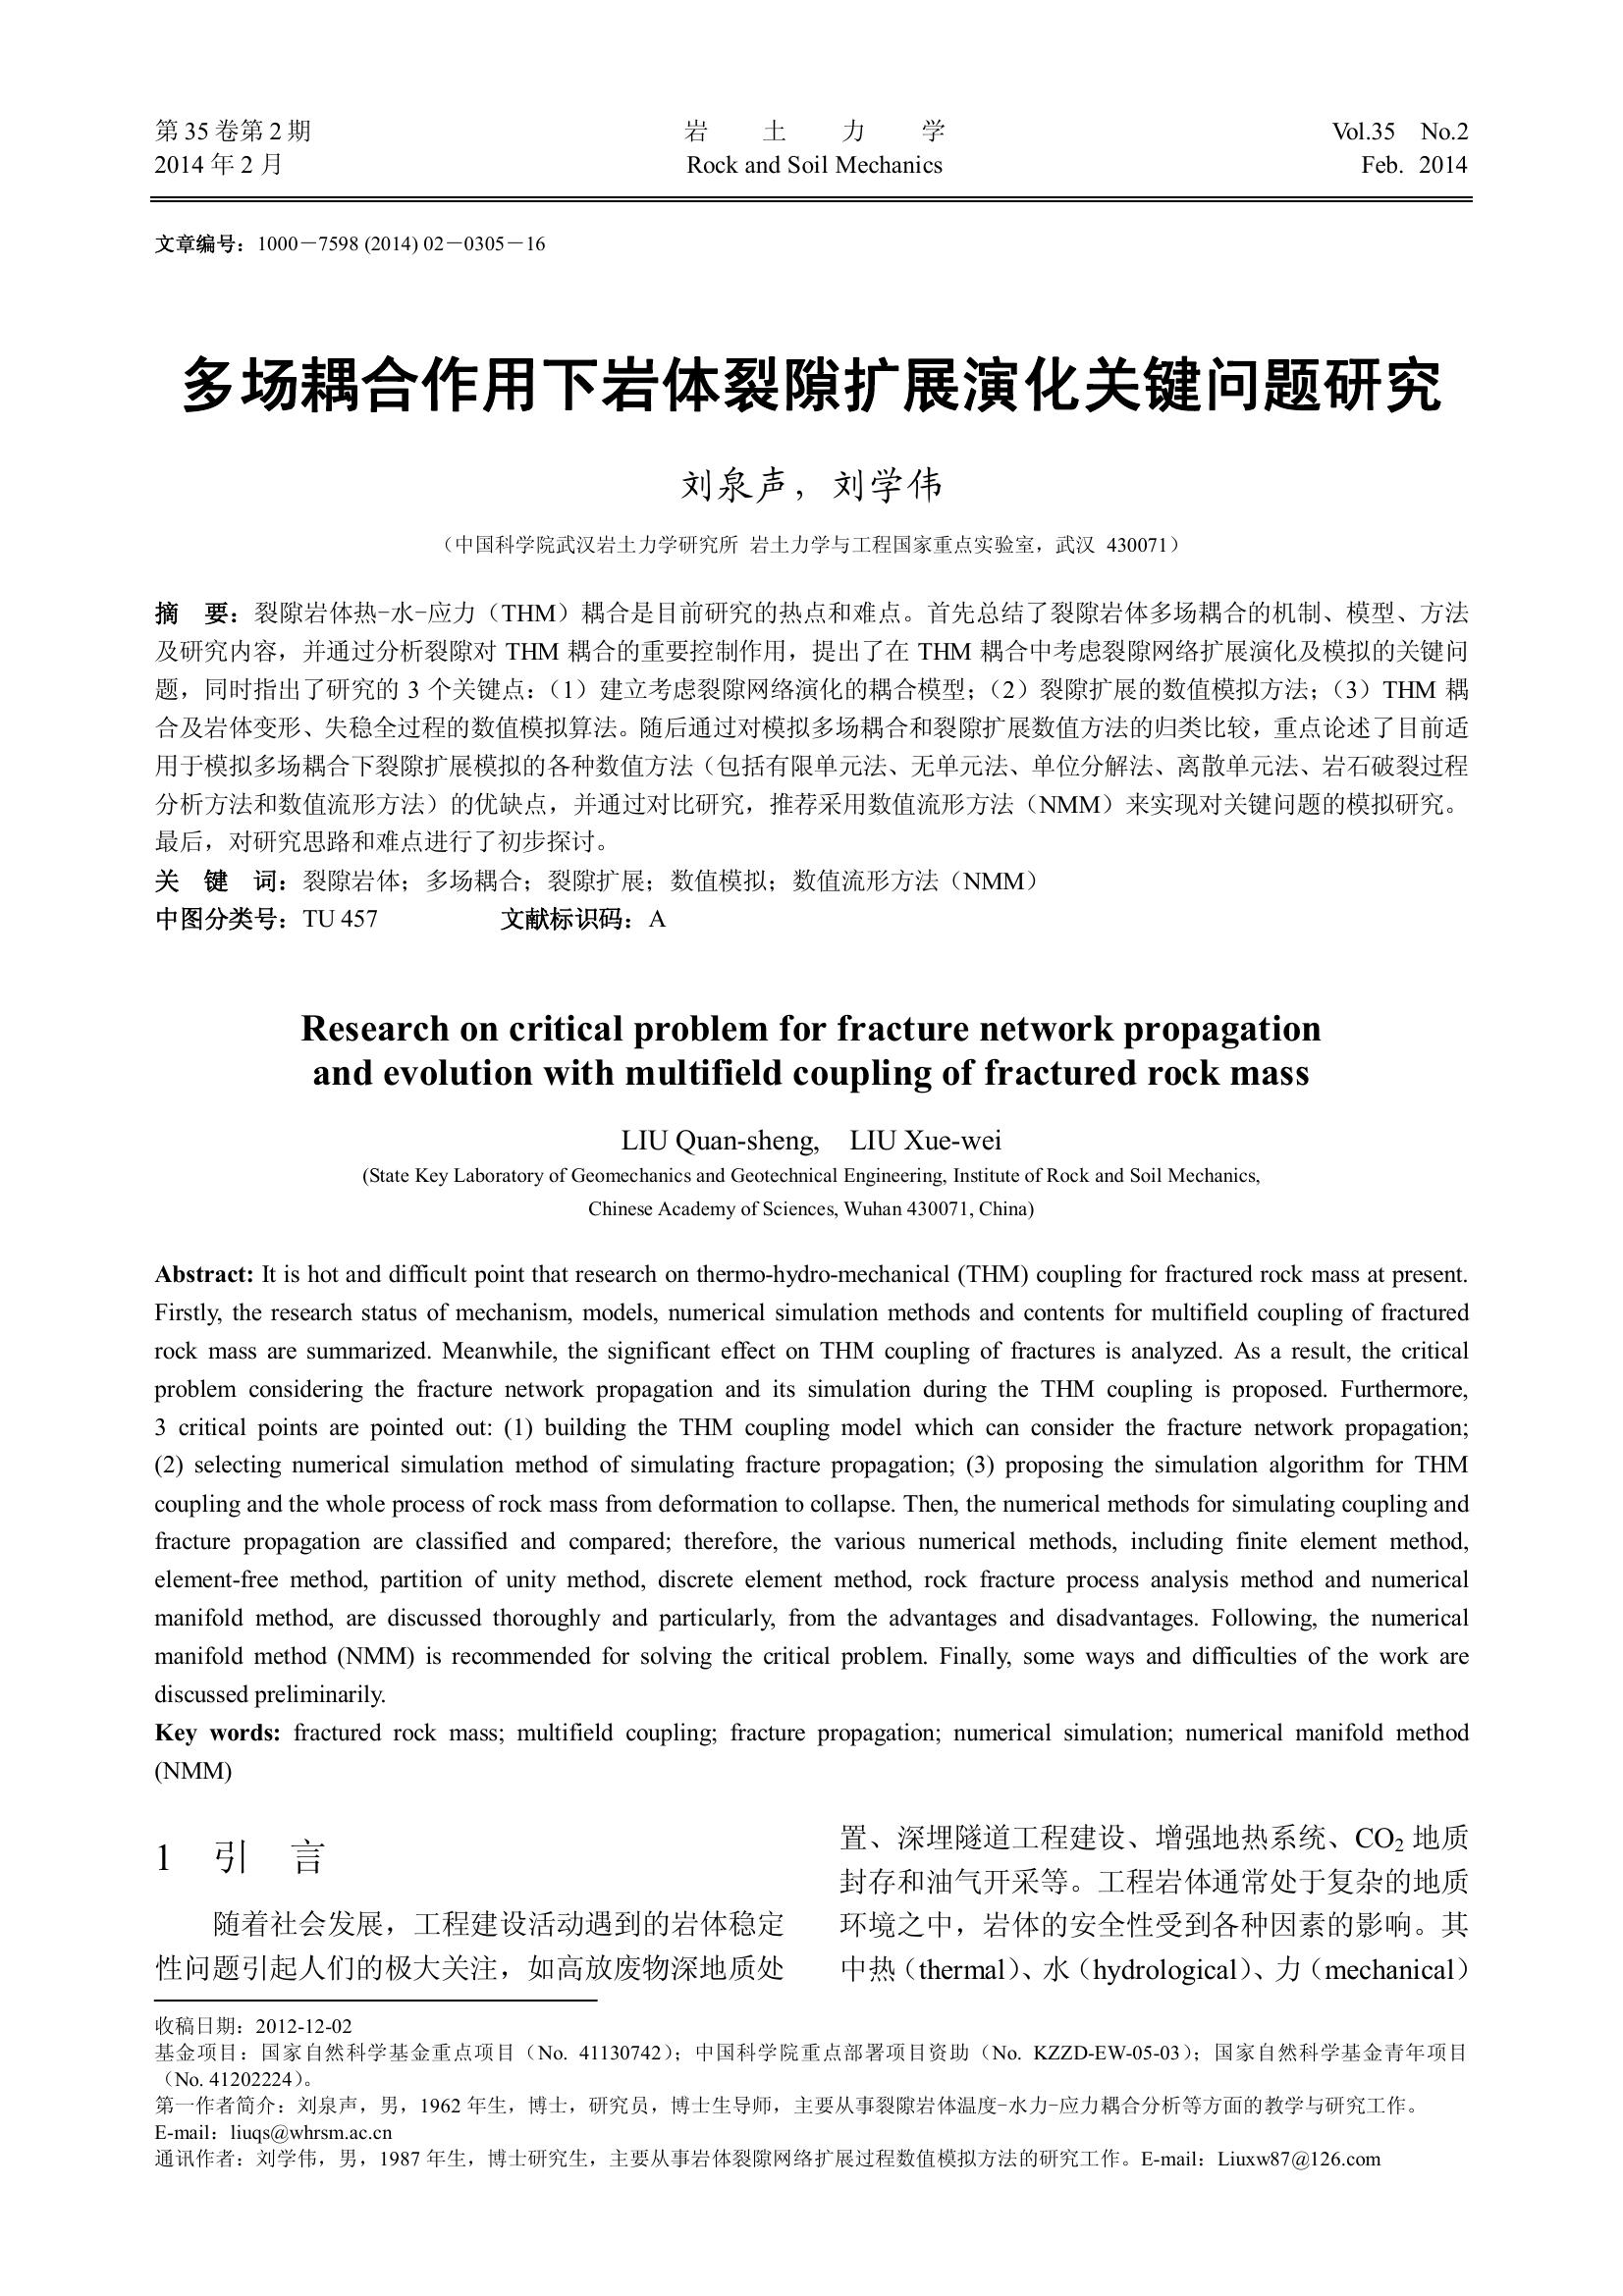 第 35 卷第 2 期
岩 土 力 学
Vol.35 No.2
2014 年 2 月
Rock and Soil Mechanics
Feb. 2014
文章编号：1000－7598 (2014) 02－0305－16
多场耦合作用下岩体裂隙扩展演化关键问题研究
刘泉声，刘学伟
（中国科学院武汉岩土力学研究所 岩土力学与工程国家重点实验室，武汉 430071）
摘 要：裂隙岩体热-水-应力（THM）耦合是目前研究的热点和难点。首先总结了裂隙岩体多场耦合的机制、模型、方法
及研究内容，并通过分析裂隙对 THM 耦合的重要控制作用，提出了在 THM 耦合中考虑裂隙网络扩展演化及模拟的关键问
题，同时指出了研究的 3 个关键点：（1）建立考虑裂隙网络演化的耦合模型；（2）裂隙扩展的数值模拟方法；（3）THM 耦
合及岩体变形、失稳全过程的数值模拟算法。随后通过对模拟多场耦合和裂隙扩展数值方法的归类比较，重点论述了目前适
用于模拟多场耦合下裂隙扩展模拟的各种数值方法（包括有限单元法、无单元法、单位分解法、离散单元法、岩石破裂过程
分析方法和数值流形方法）的优缺点，并通过对比研究，推荐采用数值流形方法（NMM）来实现对关键问题的模拟研究。
最后，对研究思路和难点进行了初步探讨。
关 键 词：裂隙岩体；多场耦合；裂隙扩展；数值模拟；数值流形方法（NMM）
中图分类号：TU 457 文献标识码：A
Research on critical problem for fracture network propagation
and evolution with multifield coupling of fractured rock mass
LIU Quan-sheng, LIU Xue-wei
(State Key Laboratory of Geomechanics and Geotechnical Engineering, Institute of Rock and Soil Mechanics,
Chinese Academy of Sciences, Wuhan 430071, China)
Abstract: It is hot and difficult point that research on thermo-hydro-mechanical (THM) coupling for fractured rock mass at present.
Firstly, the research status of mechanism, models, numerical simulation methods and contents for multifield coupling of fractured
rock mass are summarized. Meanwhile, the significant effect on THM coupling of fractures is analyzed. As a result, the critical
problem considering the fracture network propagation and its simulation during the THM coupling is proposed. Furthermore,
3 critical points are pointed out: (1) building the THM coupling model which can consider the fracture network propagation;
(2) selecting numerical simulation method of simulating fracture propagation; (3) proposing the simulation algorithm for THM
coupling and the whole process of rock mass from deformation to collapse. Then, the numerical methods for simulating coupling and
fracture propagation are classified and compared; therefore, the various numerical methods, including finite element method,
element-free method, partition of unity method, discrete element method, rock fracture process analysis method and numerical
manifold method, are discussed thoroughly and particularly, from the advantages and disadvantages. Following, the numerical
manifold method (NMM) is recommended for solving the critical problem. Finally, some ways and difficulties of the work are
discussed preliminarily.
Key words: fractured rock mass; multifield coupling; fracture propagation; numerical simulation; numerical manifold method
(NMM)
1 引 言
随着社会发展，工程建设活动遇到的岩体稳定
性问题引起人们的极大关注，如高放废物深地质处
置、深埋隧道工程建设、增强地热系统、CO₂ 地质
封存和油气开采等。工程岩体通常处于复杂的地质
环境之中，岩体的安全性受到各种因素的影响。其
中热（thermal）、水（hydrological）、力（mechanical）
收稿日期：2012-12-02
基金项目：国家自然科学基金重点项目（No. 41130742）；中国科学院重点部署项目资助（No. KZZD-EW-05-03）；国家自然科学基金青年项目
（No. 41202224）。
第一作者简介：刘泉声，男，1962 年生，博士，研究员，博士生导师，主要从事裂隙岩体温度-水力-应力耦合分析等方面的教学与研究工作。
E-mail：liuqs@whrsm.ac.cn
通讯作者：刘学伟，男，1987 年生，博士研究生，主要从事岩体裂隙网络扩展过程数值模拟方法的研究工作。E-mail：Liuxw87@126.com